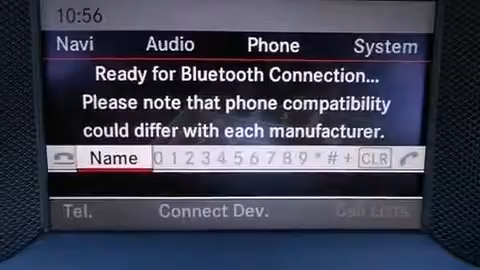 10:56
Navi Audio Phone System
Ready for Bluetooth Connection...
Please note that phone compatibility
could differ with each manufacturer.
Name 0 1 2 3 4 5 6 7 8 9 * # + CLR
Tel. Connect Dev. Call Lists